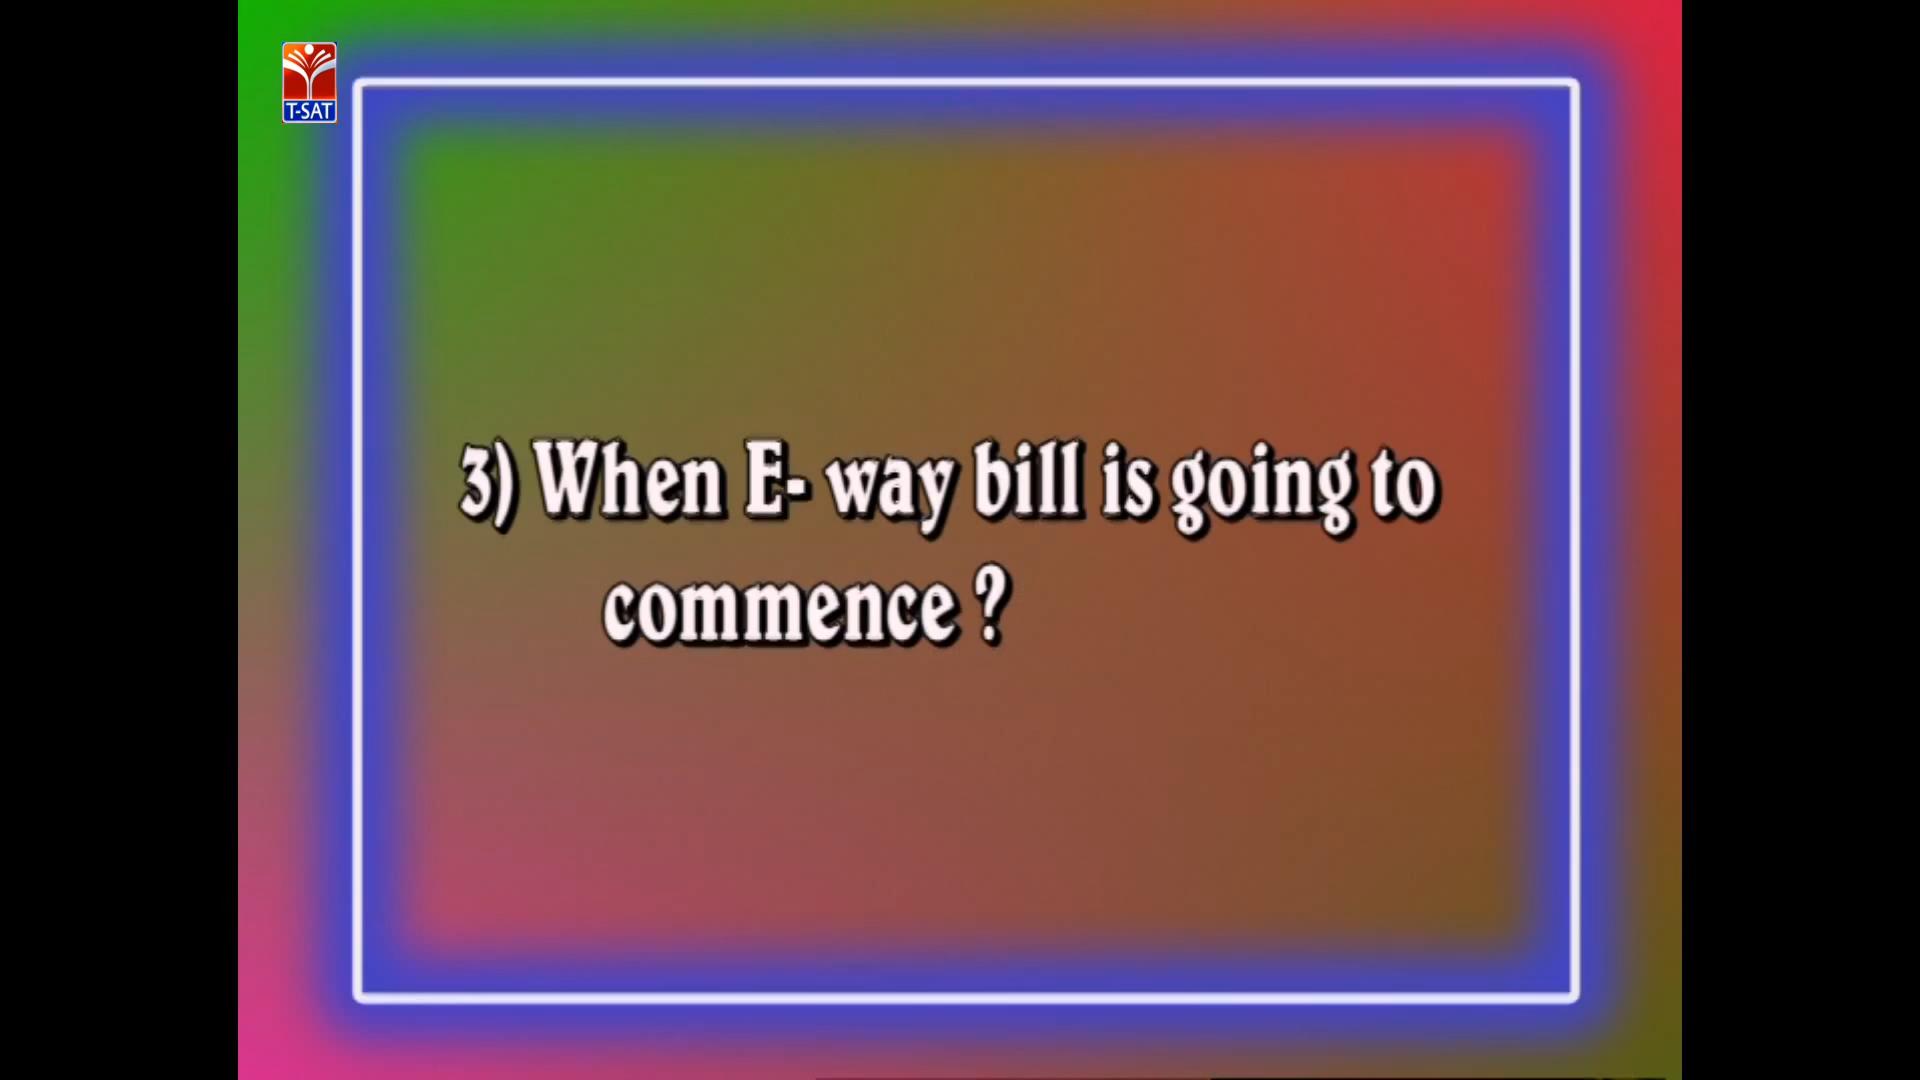 T-SAT
3) When E- way bill is going to
commence ?